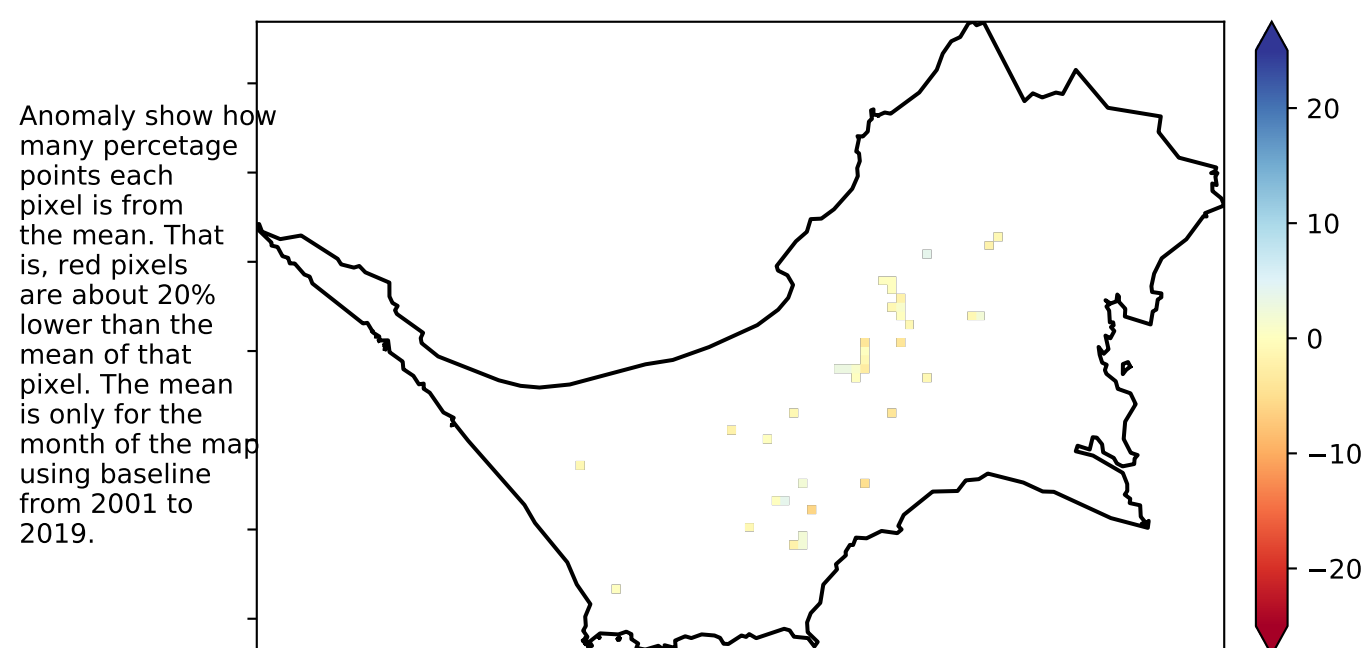 Anomaly show how
many percetage
points each
pixel is from
the mean. That
is, red pixels
are about 20%
lower than the
mean of that
pixel. The mean
is only for the
month of the map
using baseline
from 2001 to
2019.
20
10
0
−10
−20